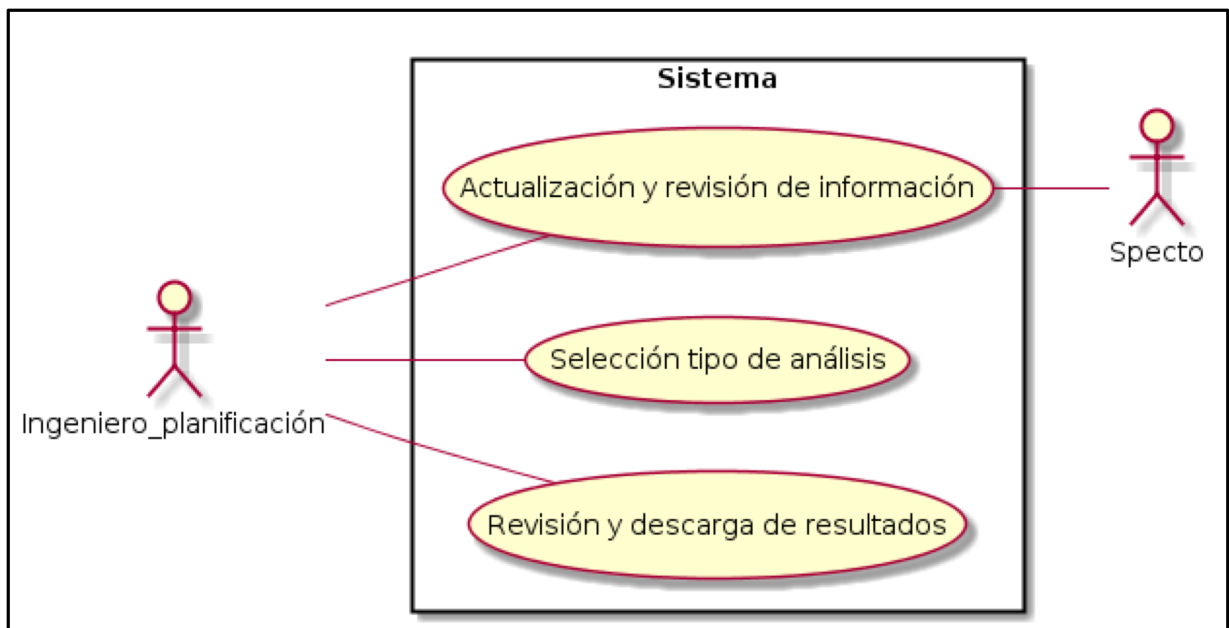 Sistema
Actualización y revisión de información
Specto
Selección tipo de análisis
Ingeniero_planificación
Revisión y descarga de resultados